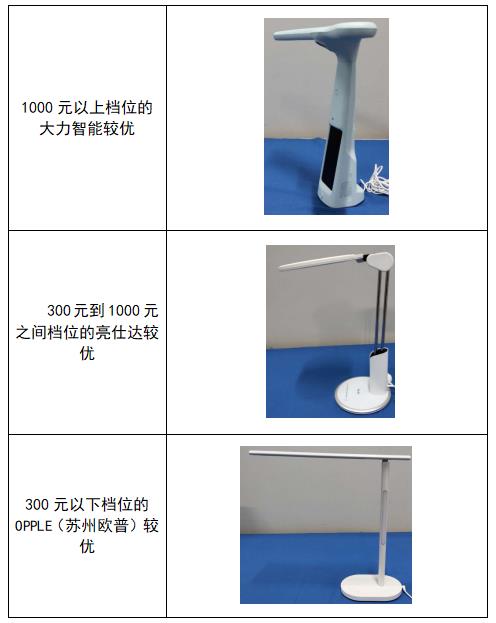 1000 元以上档位的
大力智能较优
300 元到 1000 元
之间档位的亮仕达较
优
300 元以下档位的
OPPLE（苏州欧普）较
优